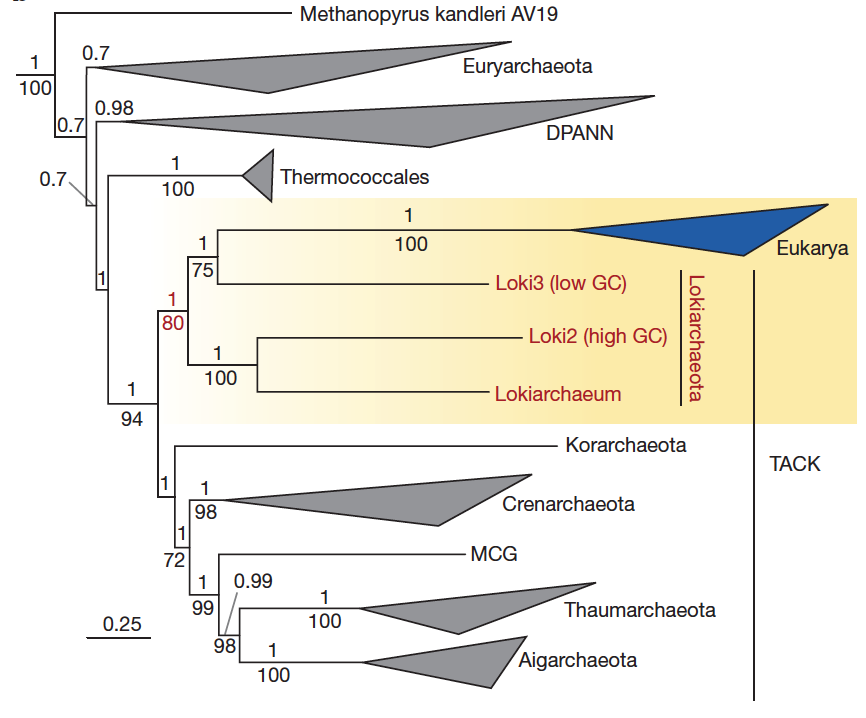 Methanopyrus kandleri AV19
1
100
0.7
Euryarchaeota
0.7
0.98
DPANN
0.7
1
100
Thermococcales
1
1
100
Eukarya
1
75
Loki3 (low GC)
1
80
Loki2 (high GC)
1
100
Lokiarchaeum
Lokiarchaeota
1
94
Korarchaeota
TACK
1
1
98
Crenarchaeota
1
72
MCG
1
99
0.99
98
1
100
Thaumarchaeota
1
100
Aigarchaeota
0.25